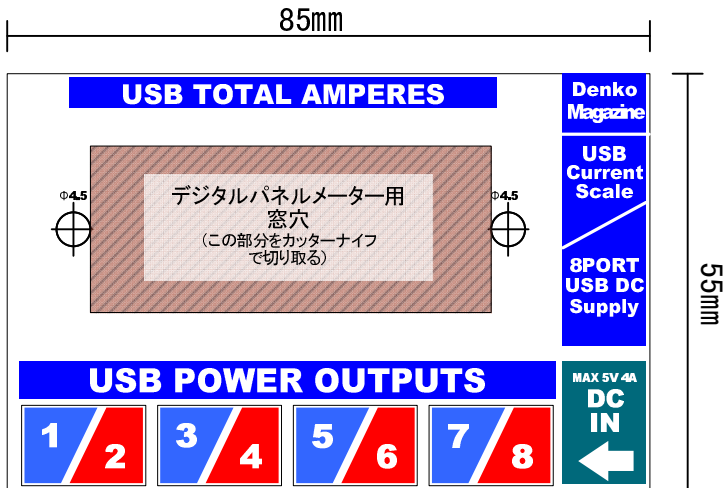 85mm
USB TOTAL AMPERES
Denko
Magazine
USB
Current
Scale
8PORT
USB DC
Supply
Φ4.5
デジタルパネルメーター用
窓穴
(この部分をカッターナイフ
で切り取る)
Φ4.5
55mm
USB POWER OUTPUTS
MAX 5V 4A
DC
IN
1
2
3
4
5
6
7
8